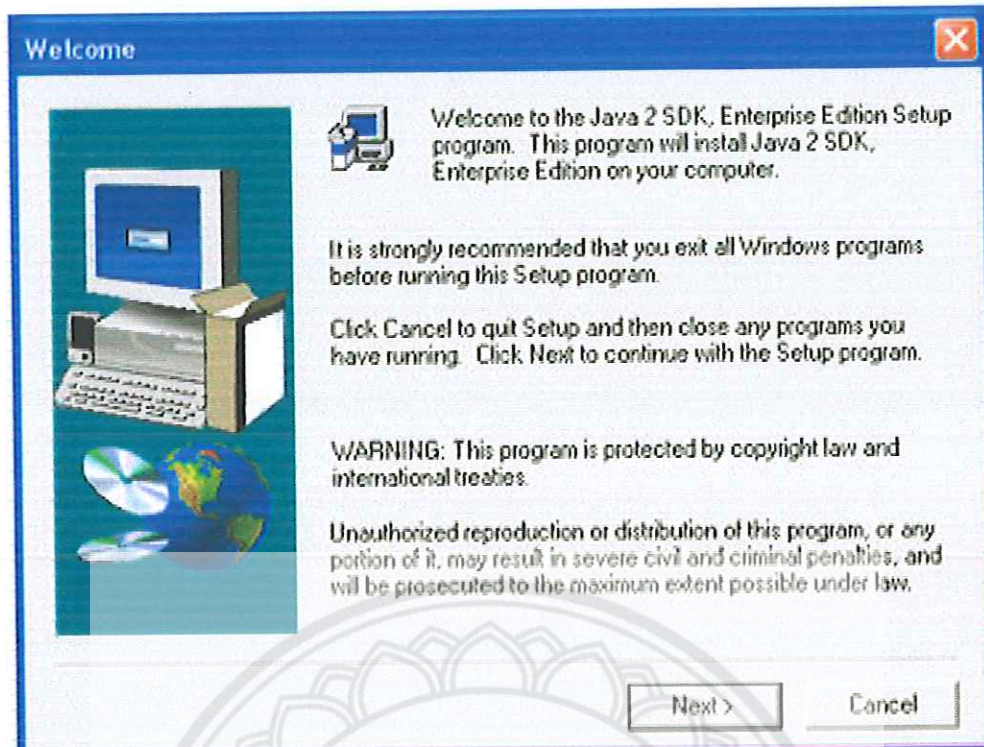 Welcome
Welcome to the Java 2 SDK, Enterprise Edition Setup
program. This program will install Java 2 SDK,
Enterprise Edition on your computer.
It is strongly recommended that you exit all Windows programs
before running this Setup program.
Click Cancel to quit Setup and then close any programs you
have running. Click Next to continue with the Setup program.
WARNING: This program is protected by copyright law and
international treaties.
Unauthorized reproduction or distribution of this program, or any
portion of it, may result in severe civil and criminal penalties, and
will be prosecuted to the maximum extent possible under law.
Next >
Cancel